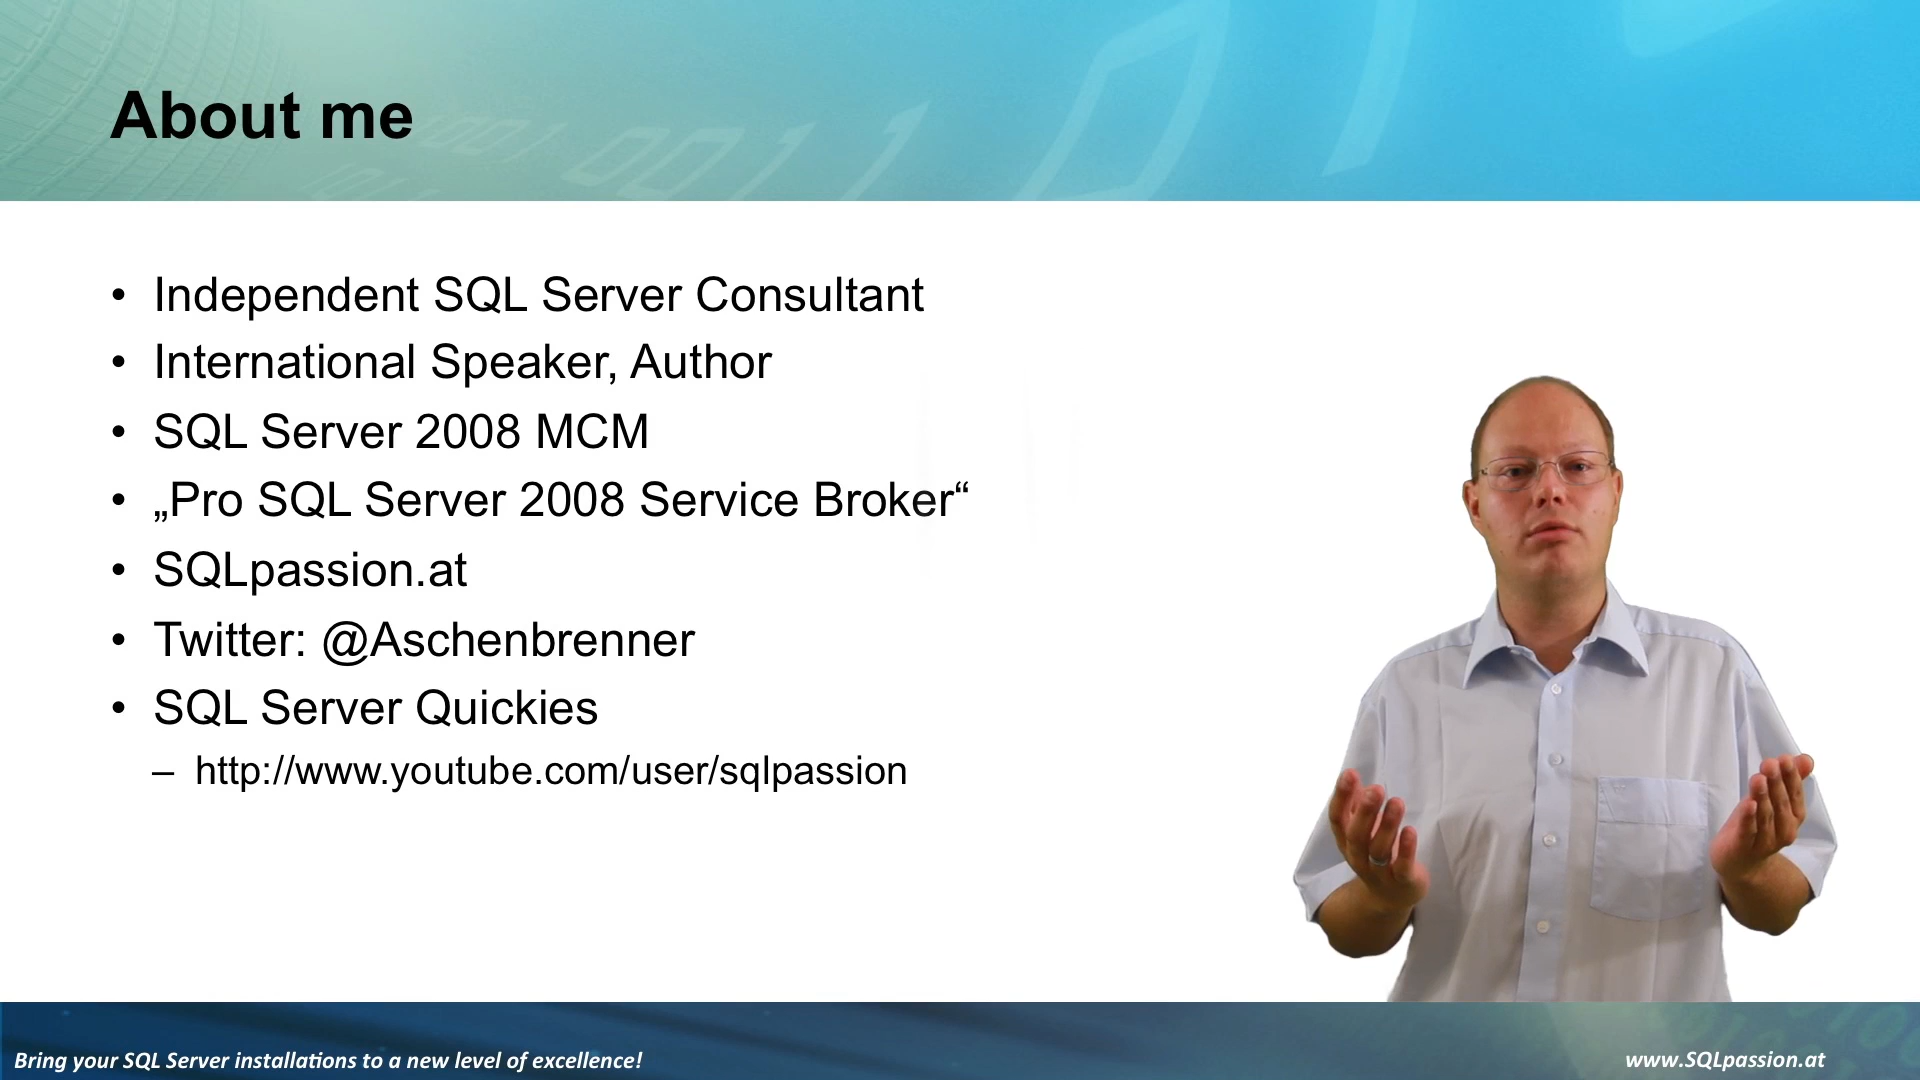 About me
• Independent SQL Server Consultant
• International Speaker, Author
• SQL Server 2008 MCM
• „Pro SQL Server 2008 Service Broker“
• SQLpassion.at
• Twitter: @Aschenbrenner
• SQL Server Quickies
– http://www.youtube.com/user/sqlpassion
Bring your SQL Server installations to a new level of excellence!
www.SQLpassion.at